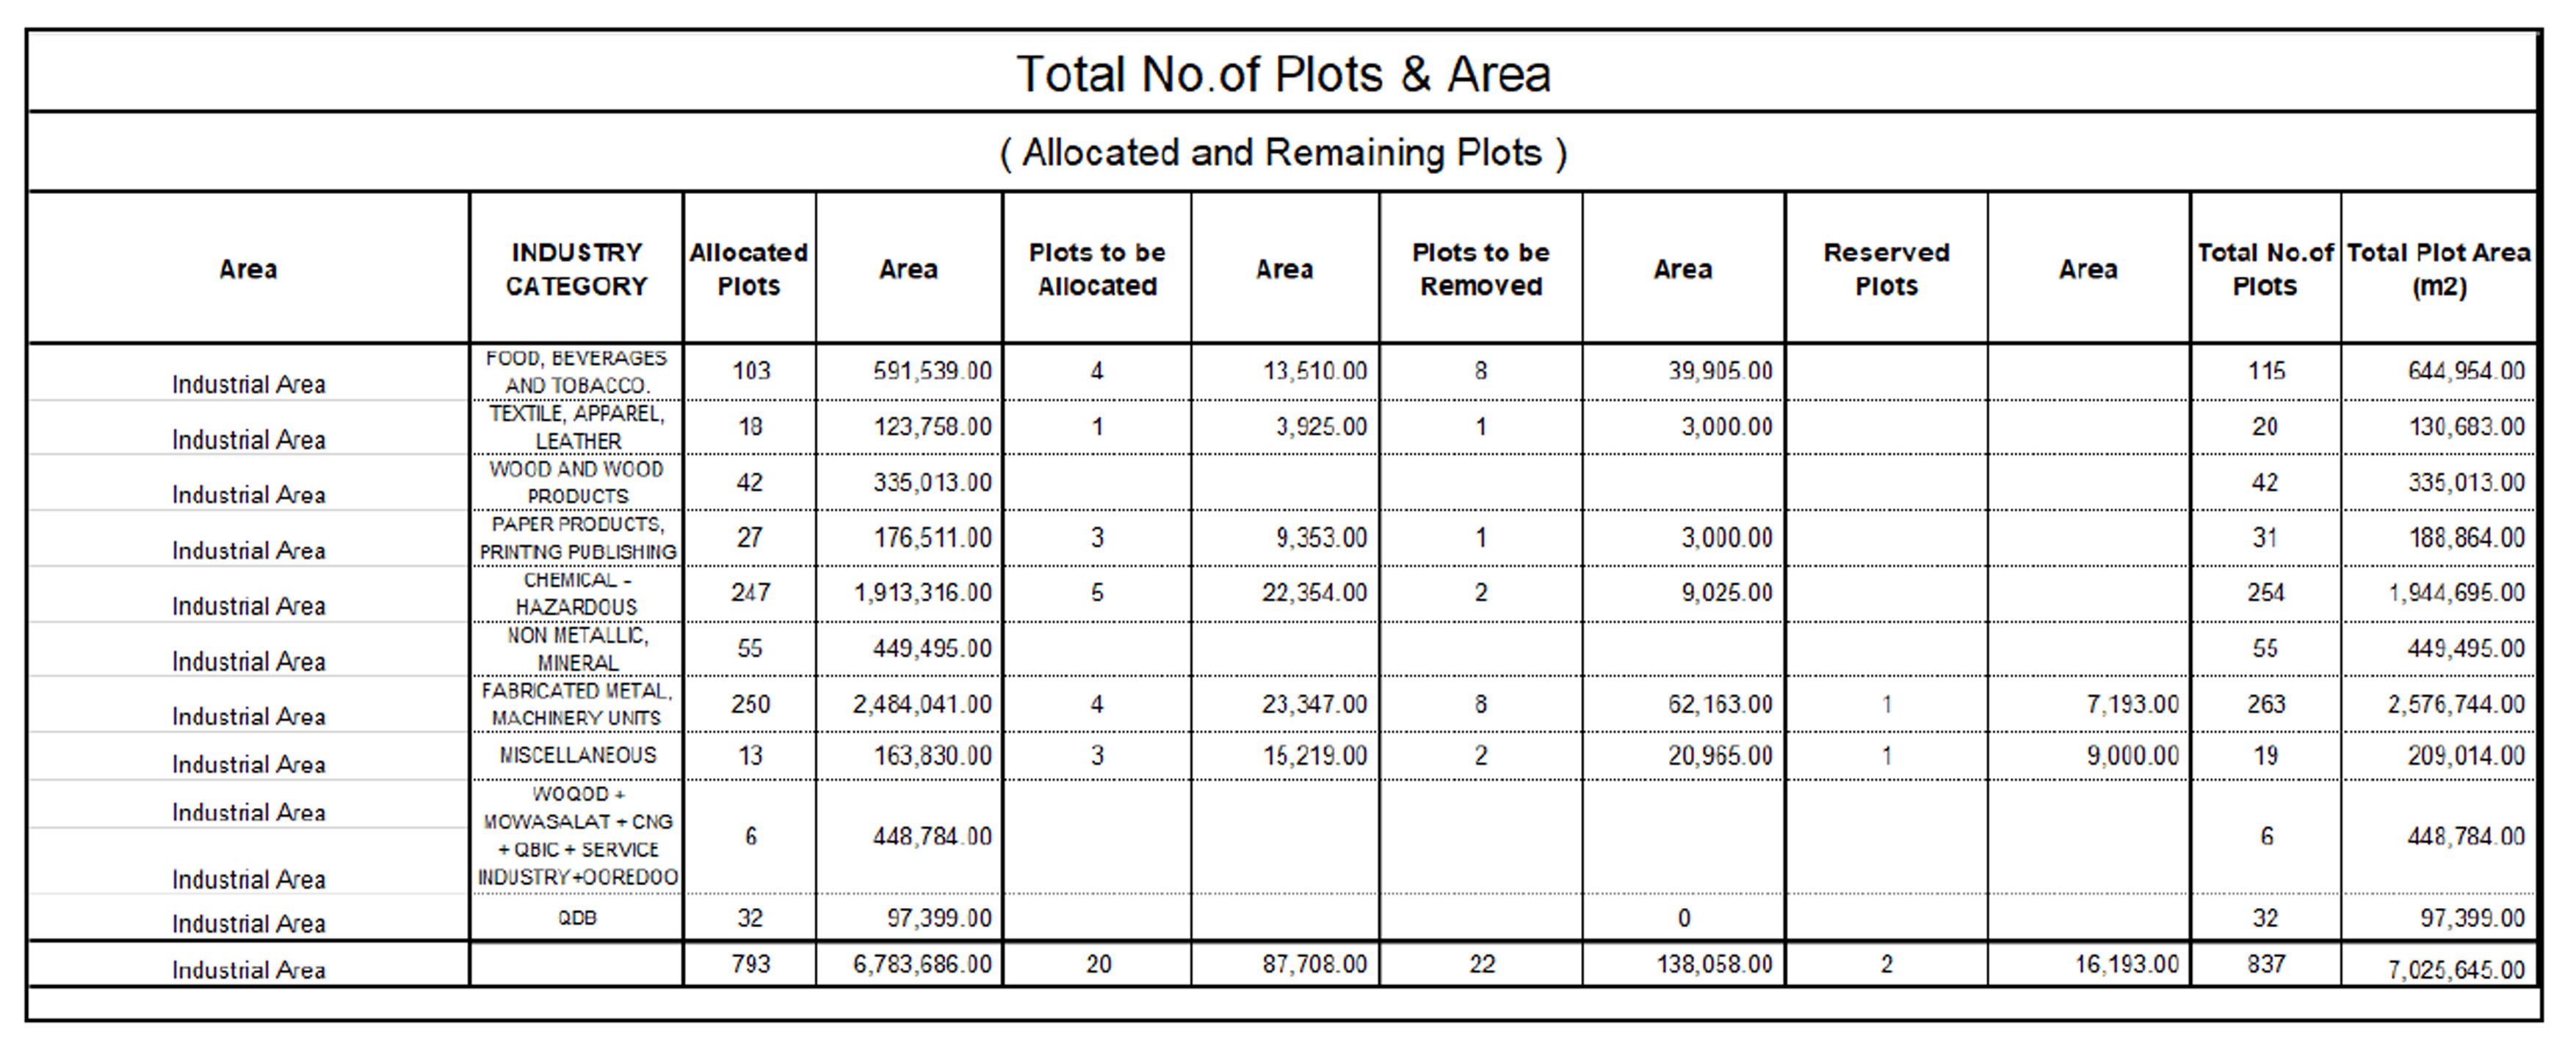 Total No.of Plots & Area
( Allocated and Remaining Plots )
Area INDUSTRY CATEGORY Allocated Plots Area Plots to be Allocated Area Plots to be Removed Area Reserved Plots Area Total No.of Plots Total Plot Area (m2)
Industrial Area FOOD, BEVERAGES AND TOBACCO. 103 591,539.00 4 13,510.00 8 39,905.00 115 644,954.00
Industrial Area TEXTILE, APPAREL, LEATHER 18 123,758.00 1 3,925.00 1 3,000.00 20 130,683.00
Industrial Area WOOD AND WOOD PRODUCTS 42 335,013.00 42 335,013.00
Industrial Area PAPER PRODUCTS, PRINTING PUBLISHING 27 176,511.00 3 9,353.00 1 3,000.00 31 188,864.00
Industrial Area CHEMICAL - HAZARDOUS 247 1,913,316.00 5 22,354.00 2 9,025.00 254 1,944,695.00
Industrial Area NON METALLIC, MINERAL 55 449,495.00 55 449,495.00
Industrial Area FABRICATED METAL, MACHINERY UNITS 250 2,484,041.00 4 23,347.00 8 62,163.00 1 7,193.00 263 2,576,744.00
Industrial Area MISCELLANEOUS 13 163,830.00 3 15,219.00 2 20,965.00 1 9,000.00 19 209,014.00
Industrial Area WOQOD + MOWASALAT + CNG + QBIC + SERVICE INDUSTRY+OOREDOO 6 448,784.00 6 448,784.00
Industrial Area
Industrial Area QDB 32 97,399.00 0 32 97,399.00
Industrial Area 793 6,783,686.00 20 87,708.00 22 138,058.00 2 16,193.00 837 7,025,645.00